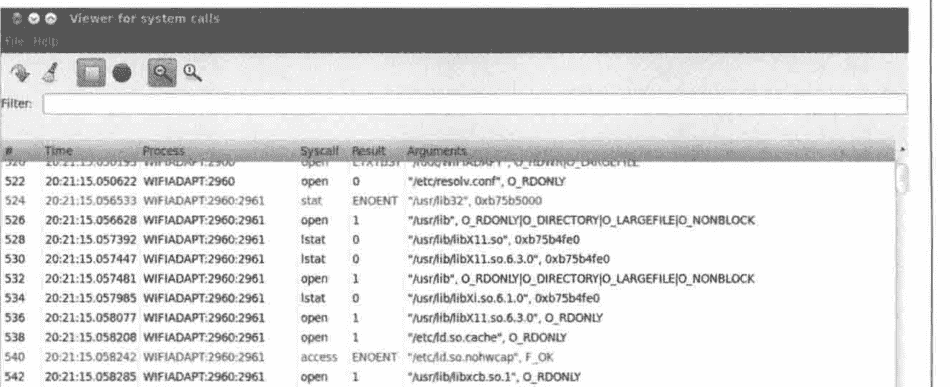 Viewer for system calls
File Help
Filter:
# Time Process Syscall Result Arguments
522 20:21:15.050622 WIFIADAPT:2960 open 0 "/etc/resolv.conf", O_RDONLY
524 20:21:15.056533 WIFIADAPT:2960:2961 stat ENOENT "/usr/lib32", 0xb75b5000
526 20:21:15.056628 WIFIADAPT:2960:2961 open 1 "/usr/lib", O_RDONLY|O_DIRECTORY|O_LARGEFILE|O_NONBLOCK
528 20:21:15.057392 WIFIADAPT:2960:2961 lstat 0 "/usr/lib/libX11.so", 0xb75b4fe0
530 20:21:15.057447 WIFIADAPT:2960:2961 lstat 0 "/usr/lib/libX11.so.6.3.0", 0xb75b4fe0
532 20:21:15.057481 WIFIADAPT:2960:2961 open 1 "/usr/lib", O_RDONLY|O_DIRECTORY|O_LARGEFILE|O_NONBLOCK
534 20:21:15.057985 WIFIADAPT:2960:2961 lstat 0 "/usr/lib/libXi.so.6.1.0", 0xb75b4fe0
536 20:21:15.058077 WIFIADAPT:2960:2961 open 1 "/usr/lib/libX11.so.6.3.0", O_RDONLY
538 20:21:15.058208 WIFIADAPT:2960:2961 open 1 "/etc/ld.so.cache", O_RDONLY
540 20:21:15.058242 WIFIADAPT:2960:2961 access ENOENT "/etc/ld.so.nohwcap", F_OK
542 20:21:15.058285 WIFIADAPT:2960:2961 open 1 "/usr/lib/libxcb.so.1", O_RDONLY